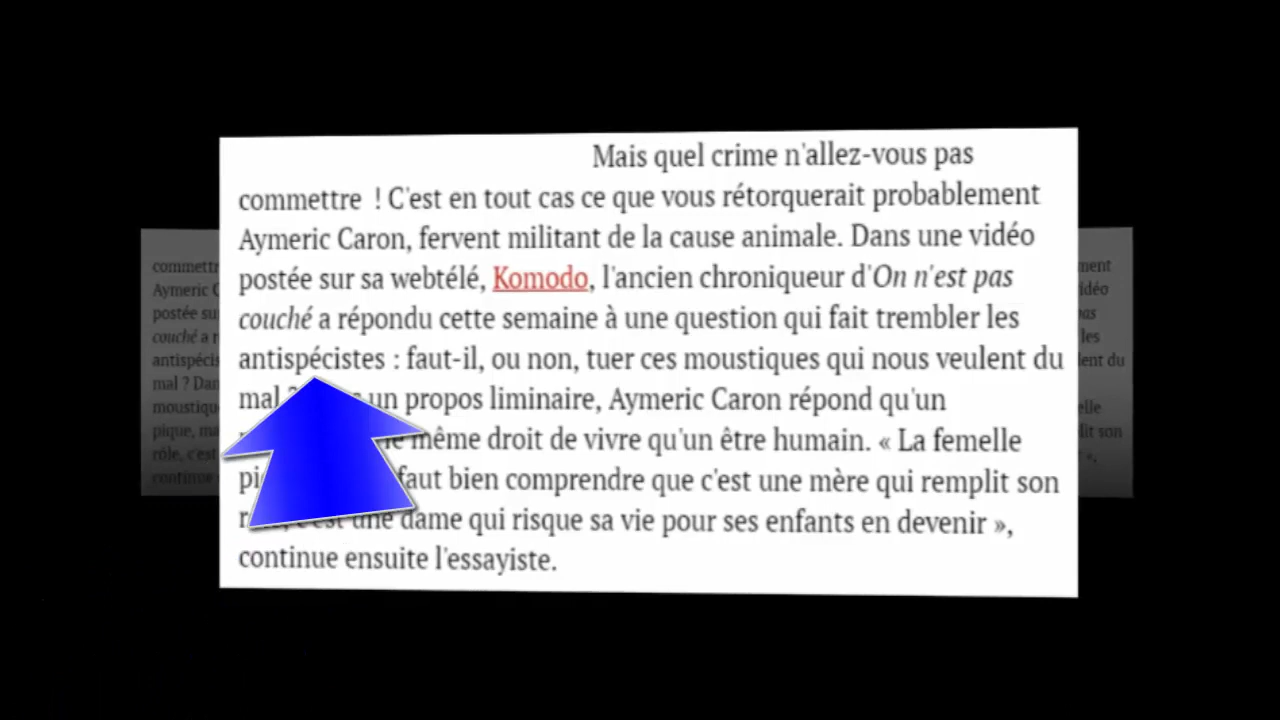 Mais quel crime n'allez-vous pas
commettre ! C'est en tout cas ce que vous rétorquerait probablement
Aymeric Caron, fervent militant de la cause animale. Dans une vidéo
postée sur sa webtélé, Komodo, l'ancien chroniqueur d'On n'est pas
couché a répondu cette semaine à une question qui fait trembler les
antispécistes : faut-il, ou non, tuer ces moustiques qui nous veulent du
mal un propos liminaire, Aymeric Caron répond qu'un
même droit de vivre qu'un être humain. « La femelle
faut bien comprendre que c'est une mère qui remplit son
c'est une dame qui risque sa vie pour ses enfants en devenir »,
continue ensuite l'essayiste.